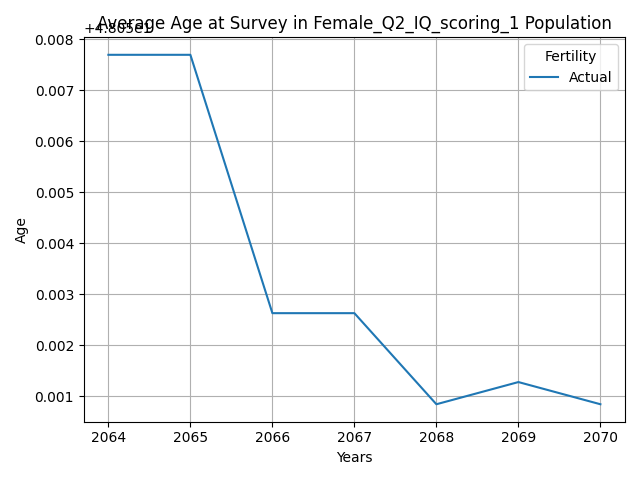 Average Age at Survey in Female_Q2_IQ_scoring_1 Population
+4.805e1
0.008
0.007
0.006
0.005
0.004
0.003
0.002
0.001
Age
Fertility
Actual
2064 2065 2066 2067 2068 2069 2070
Years